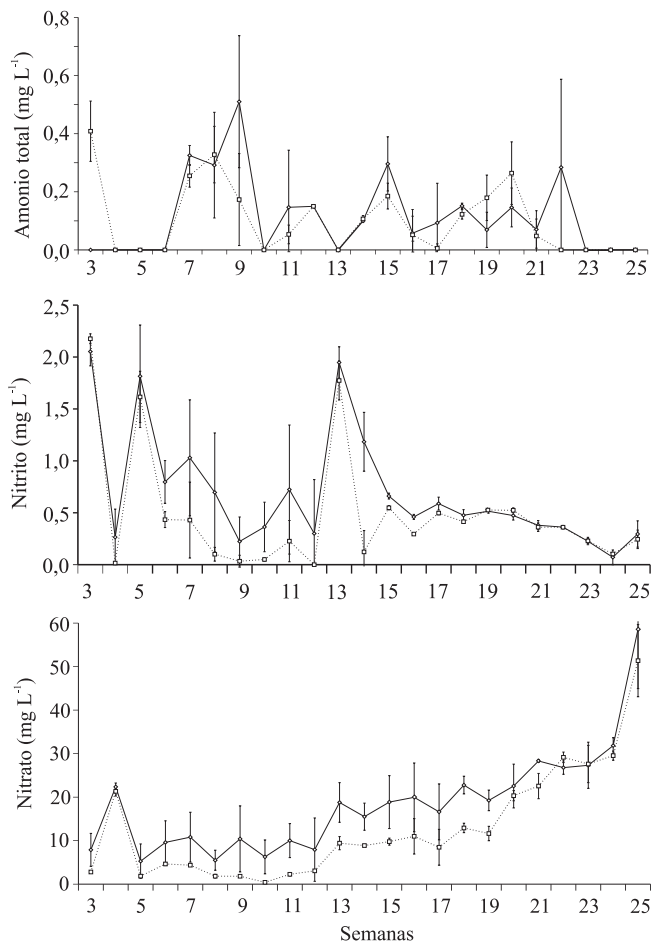 Amonio total (mg L-1)
0,8
0,6
0,4
0,2
0,0
3 5 7 9 11 13 15 17 19 21 23 25
Nitrito (mg L-1)
2,5
2,0
1,5
1,0
0,5
0,0
3 5 7 9 11 13 15 17 19 21 23 25
Nitrato (mg L-1)
60
50
40
30
20
10
0
3 5 7 9 11 13 15 17 19 21 23 25
Semanas